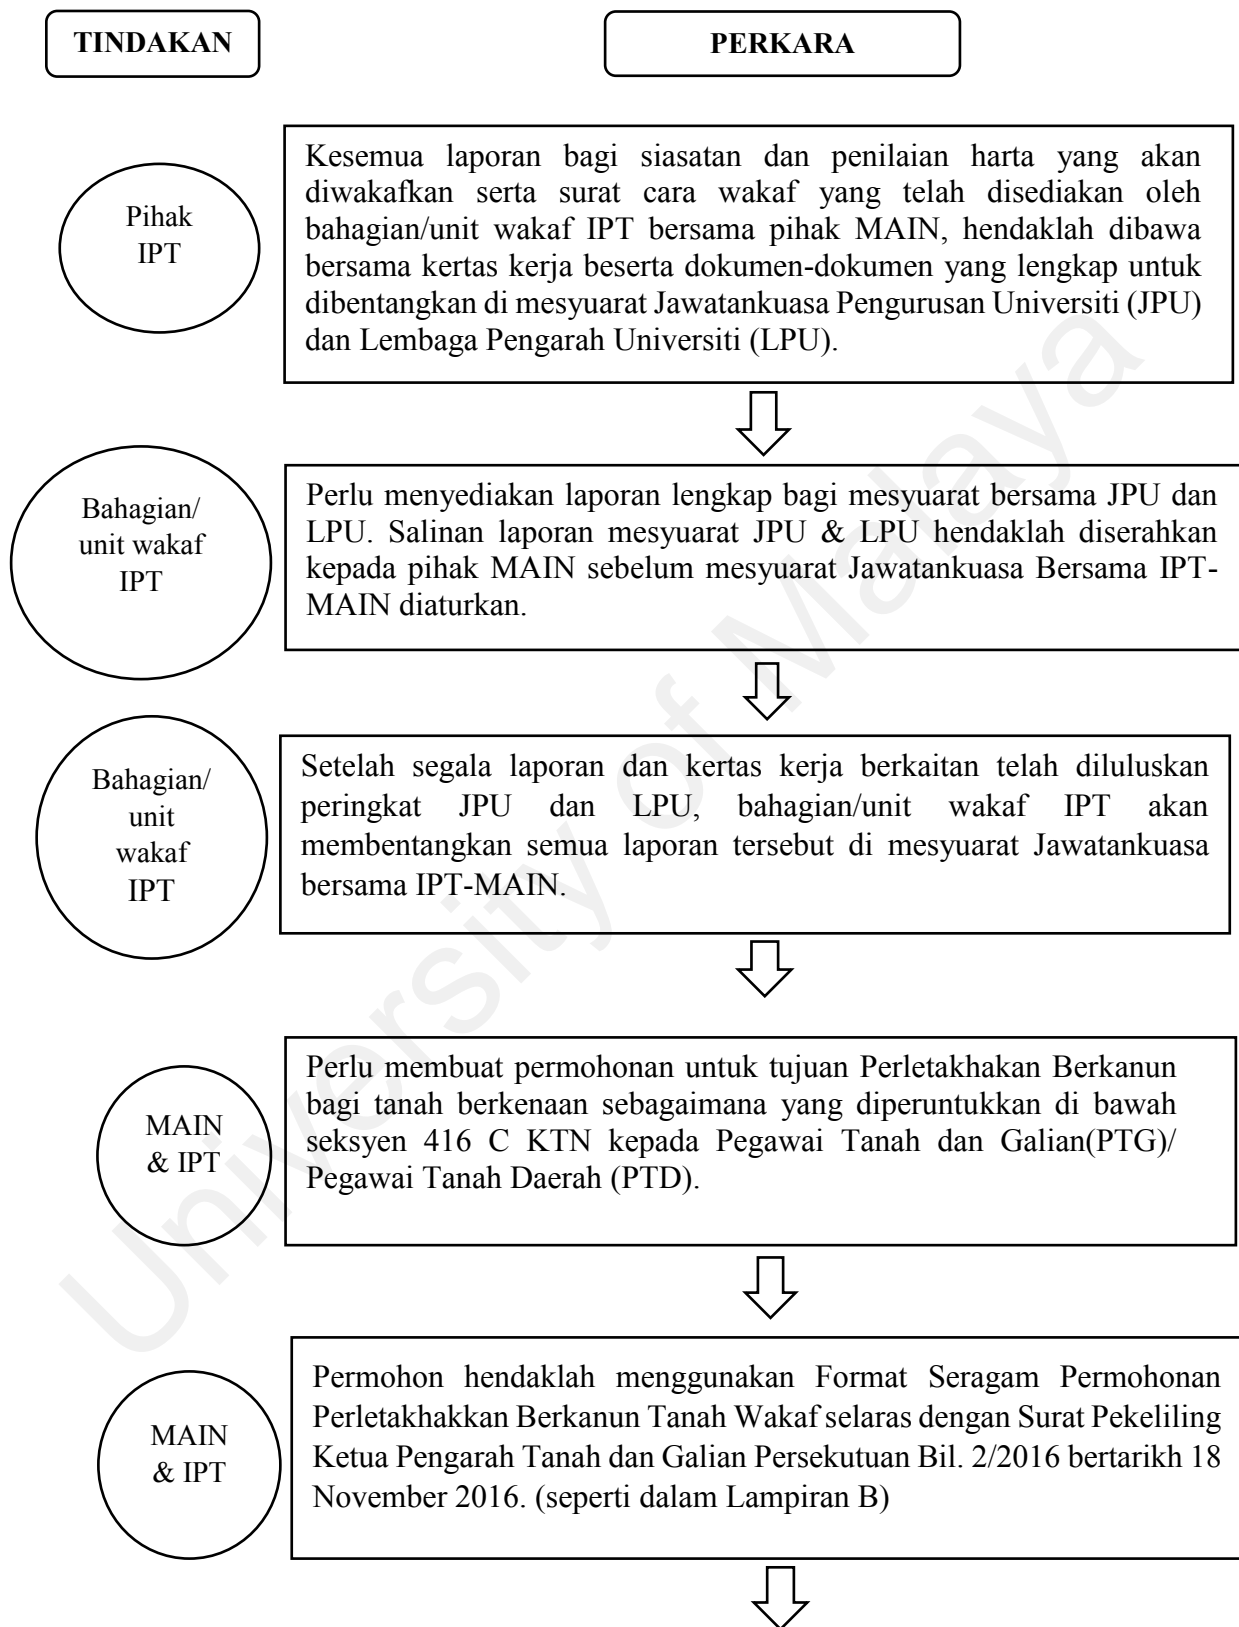 TINDAKAN
PERKARA
Pihak
IPT
Kesemua laporan bagi siasatan dan penilaian harta yang akan
diwakafkan serta surat cara wakaf yang telah disediakan oleh
bahagian/unit wakaf IPT bersama pihak MAIN, hendaklah dibawa
bersama kertas kerja beserta dokumen-dokumen yang lengkap untuk
dibentangkan di mesyuarat Jawatankuasa Pengurusan Universiti (JPU)
dan Lembaga Pengarah Universiti (LPU).
Bahagian/
unit wakaf
IPT
Perlu menyediakan laporan lengkap bagi mesyuarat bersama JPU dan
LPU. Salinan laporan mesyuarat JPU & LPU hendaklah diserahkan
kepada pihak MAIN sebelum mesyuarat Jawatankuasa Bersama IPT-
MAIN diaturkan.
Bahagian/
unit
wakaf
IPT
Setelah segala laporan dan kertas kerja berkaitan telah diluluskan
peringkat JPU dan LPU, bahagian/unit wakaf IPT akan
membentangkan semua laporan tersebut di mesyuarat Jawatankuasa
bersama IPT-MAIN.
MAIN
& IPT
Perlu membuat permohonan untuk tujuan Perletakhakan Berkanun
bagi tanah berkenaan sebagaimana yang diperuntukkan di bawah
seksyen 416 C KTN kepada Pegawai Tanah dan Galian(PTG)/
Pegawai Tanah Daerah (PTD).
MAIN
& IPT
Permohon hendaklah menggunakan Format Seragam Permohonan
Perletakhakkan Berkanun Tanah Wakaf selaras dengan Surat Pekeliling
Ketua Pengarah Tanah dan Galian Persekutuan Bil. 2/2016 bertarikh 18
November 2016. (seperti dalam Lampiran B)
University of Malaya